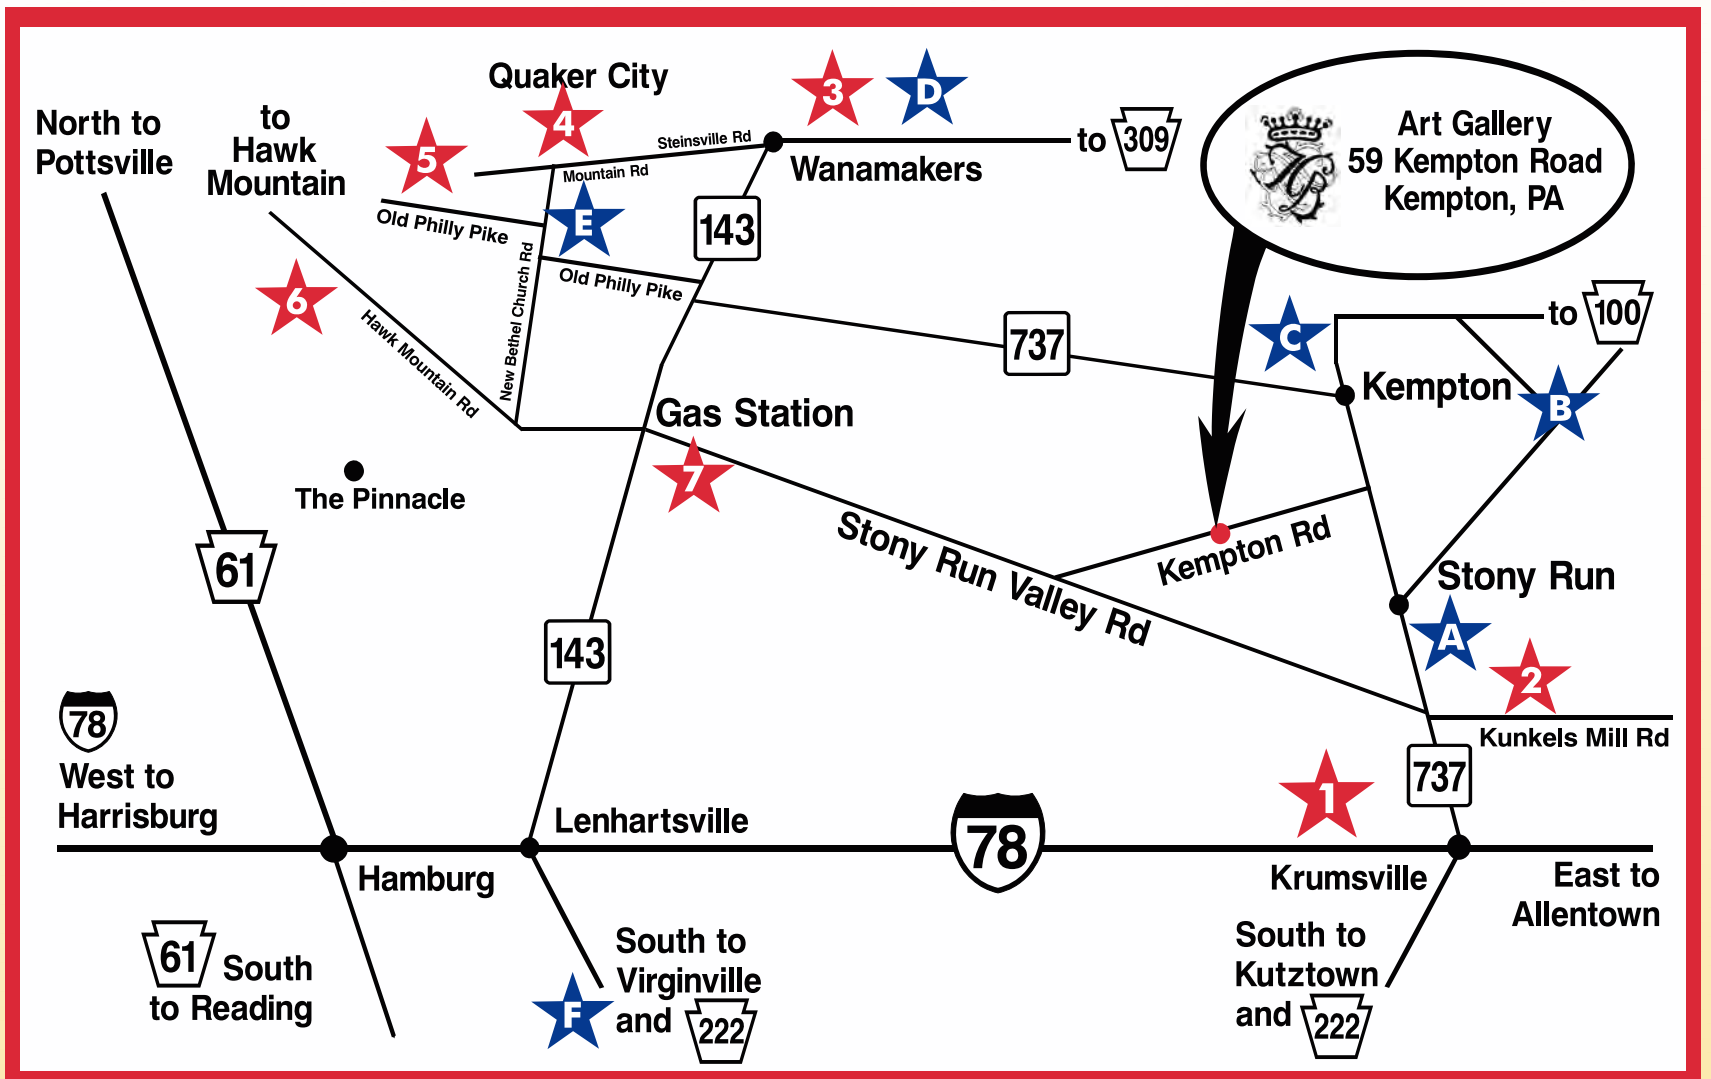 Quaker City
North to
Pottsville
to
Hawk
Mountain
5
4
3
D
Steinsville Rd
Mountain Rd
Wanamakers
to 309
Art Gallery
59 Kempton Road
Kempton, PA
Old Philly Pike
E
143
New Bethel Church Rd
Old Philly Pike
6
Hawk Mountain Rd
737
C
to 100
Kempton
B
Gas Station
7
The Pinnacle
Stony Run Valley Rd
Kempton Rd
61
Stony Run
A
2
143
Kunkels Mill Rd
737
78
West to
Harrisburg
1
Lenhartsville
78
Hamburg
Krumsville
East to
Allentown
61 South
to Reading
F
South to
Virginville
and 222
South to
Kutztown
and 222